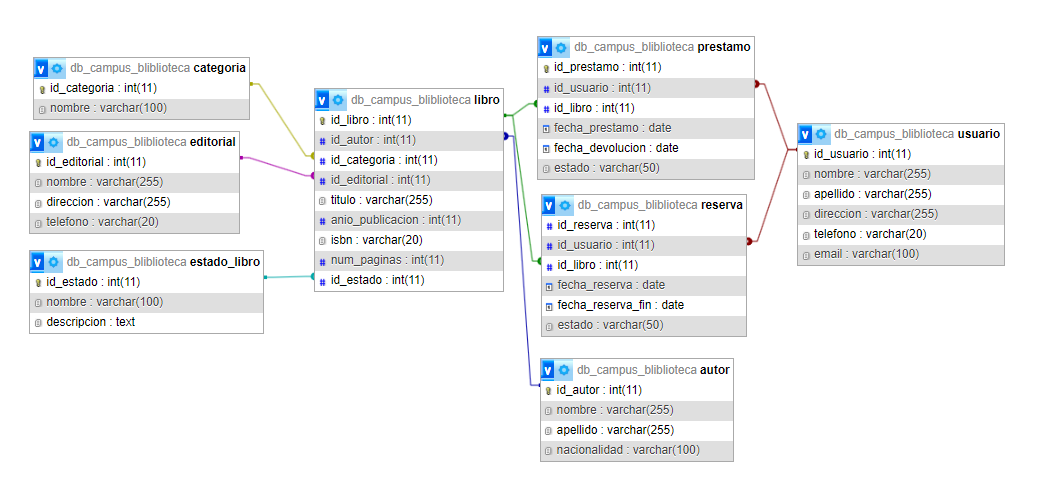 v db_campus_bliblioteca categoria
id_categoria : int(11)
nombre : varchar(100)
v db_campus_bliblioteca editorial
id_editorial : int(11)
nombre : varchar(255)
direccion : varchar(255)
telefono : varchar(20)
v db_campus_bliblioteca estado_libro
id_estado : int(11)
nombre : varchar(100)
descripcion : text
v db_campus_bliblioteca libro
id_libro : int(11)
# id_autor : int(11)
# id_categoria : int(11)
# id_editorial : int(11)
titulo : varchar(255)
# anio_publicacion : int(11)
isbn : varchar(20)
# num_paginas : int(11)
# id_estado : int(11)
v db_campus_bliblioteca prestamo
id_prestamo : int(11)
# id_usuario : int(11)
# id_libro : int(11)
fecha_prestamo : date
fecha_devolucion : date
estado : varchar(50)
v db_campus_bliblioteca reserva
# id_reserva : int(11)
# id_usuario : int(11)
# id_libro : int(11)
fecha_reserva : date
fecha_reserva_fin : date
estado : varchar(50)
v db_campus_bliblioteca autor
id_autor : int(11)
nombre : varchar(255)
apellido : varchar(255)
nacionalidad : varchar(100)
v db_campus_bliblioteca usuario
id_usuario : int(11)
nombre : varchar(255)
apellido : varchar(255)
direccion : varchar(255)
telefono : varchar(20)
email : varchar(100)